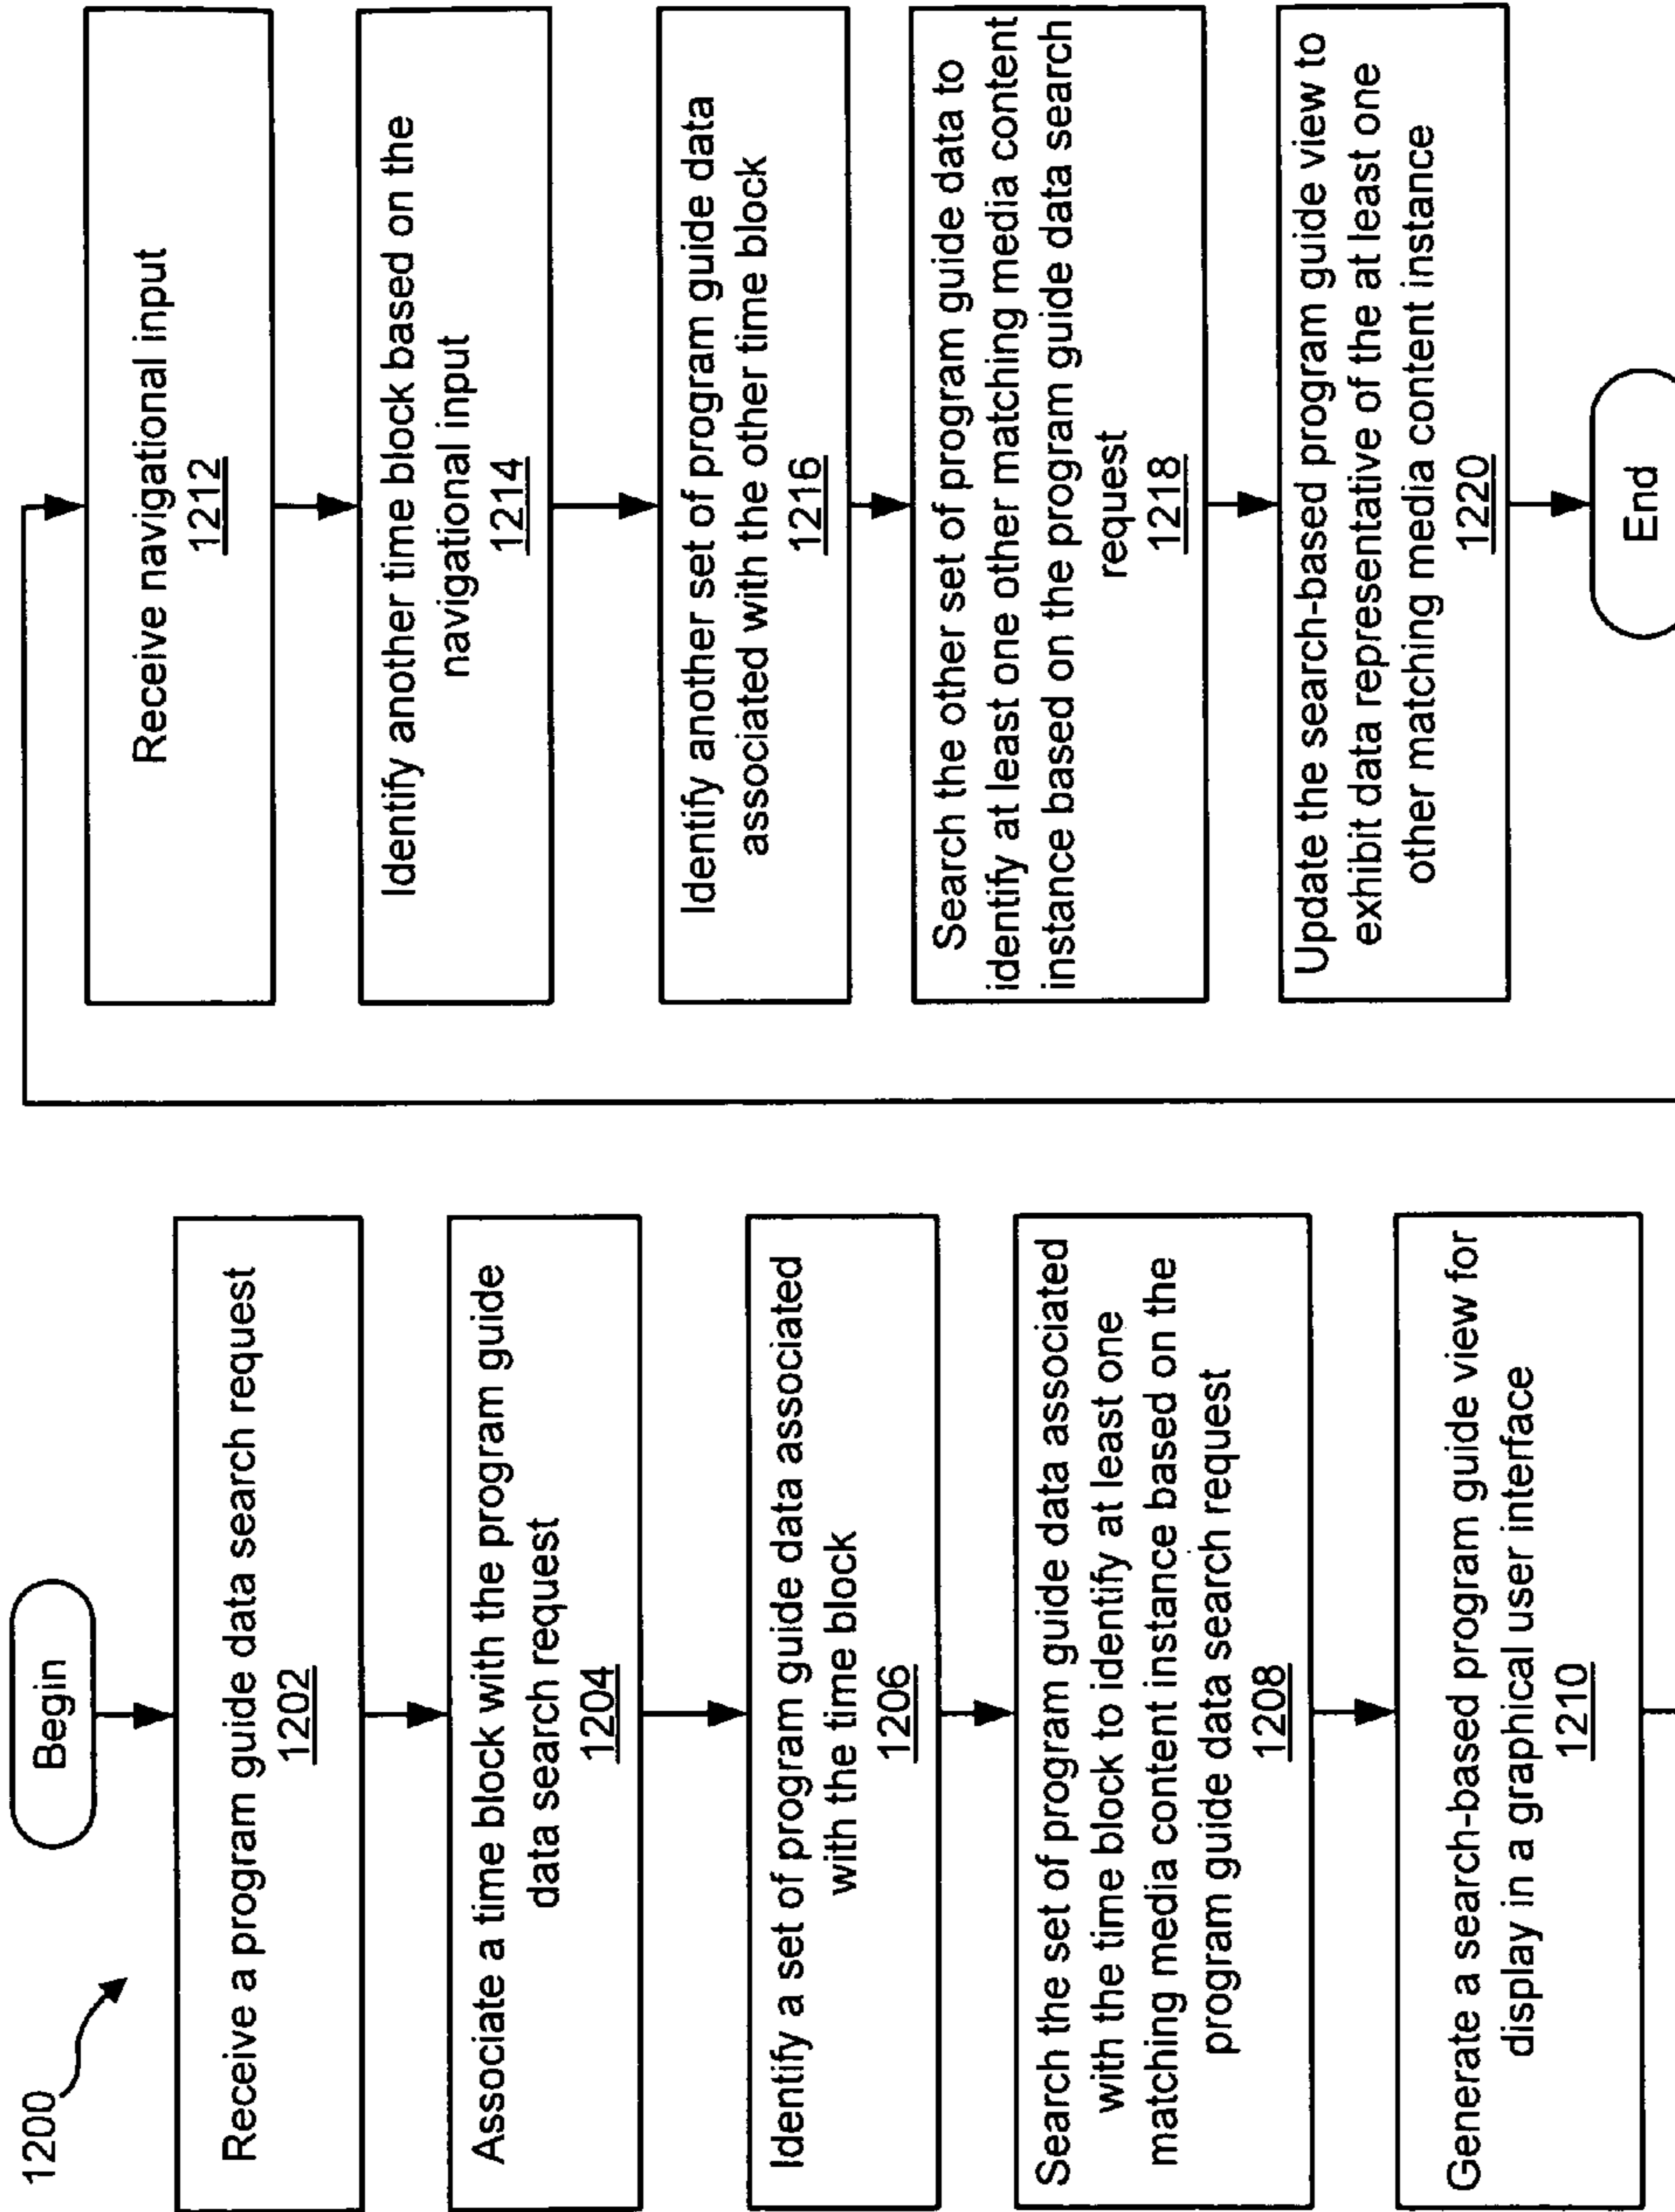 1200
Begin
Receive a program guide data search request
1202
Associate a time block with the program guide
data search request
1204
Identify a set of program guide data associated
with the time block
1206
Search the set of program guide data associated
with the time block to identify at least one
matching media content instance based on the
program guide data search request
1208
Generate a search-based program guide view for
display in a graphical user interface
1210
Receive navigational input
1212
Identify another time block based on the
navigational input
1214
Identify another set of program guide data
associated with the other time block
1216
Search the other set of program guide data to
identify at least one other matching media content
instance based on the program guide data search
request
1218
Update the search-based program guide view to
exhibit data representative of the at least one
other matching media content instance
1220
End